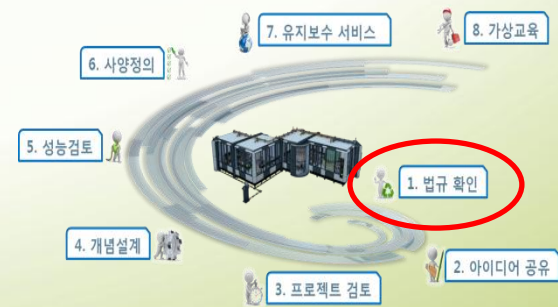 1. 법규 확인
2. 아이디어 공유
3. 프로젝트 검토
4. 개념설계
5. 성능검토
6. 사양정의
7. 유지보수 서비스
8. 가상교육